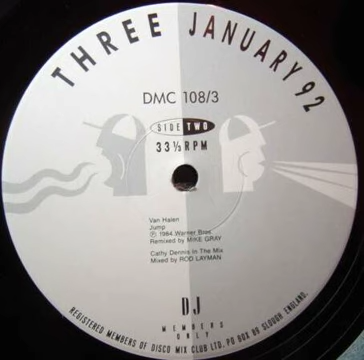 THREE JANUARY 92
DMC 108/3
SIDE TWO
33⅓ RPM
Van Halen
Jump
℗ 1984 Warner Bros.
Remixed by MIKE GRAY
Cathy Dennis In The Mix
Mixed by ROD LAYMAN
DJ
MEMBERS
ONLY
REGISTERED MEMBERS OF DISCO MIX CLUB LTD. PO BOX 89 SLOUGH ENGLAND.